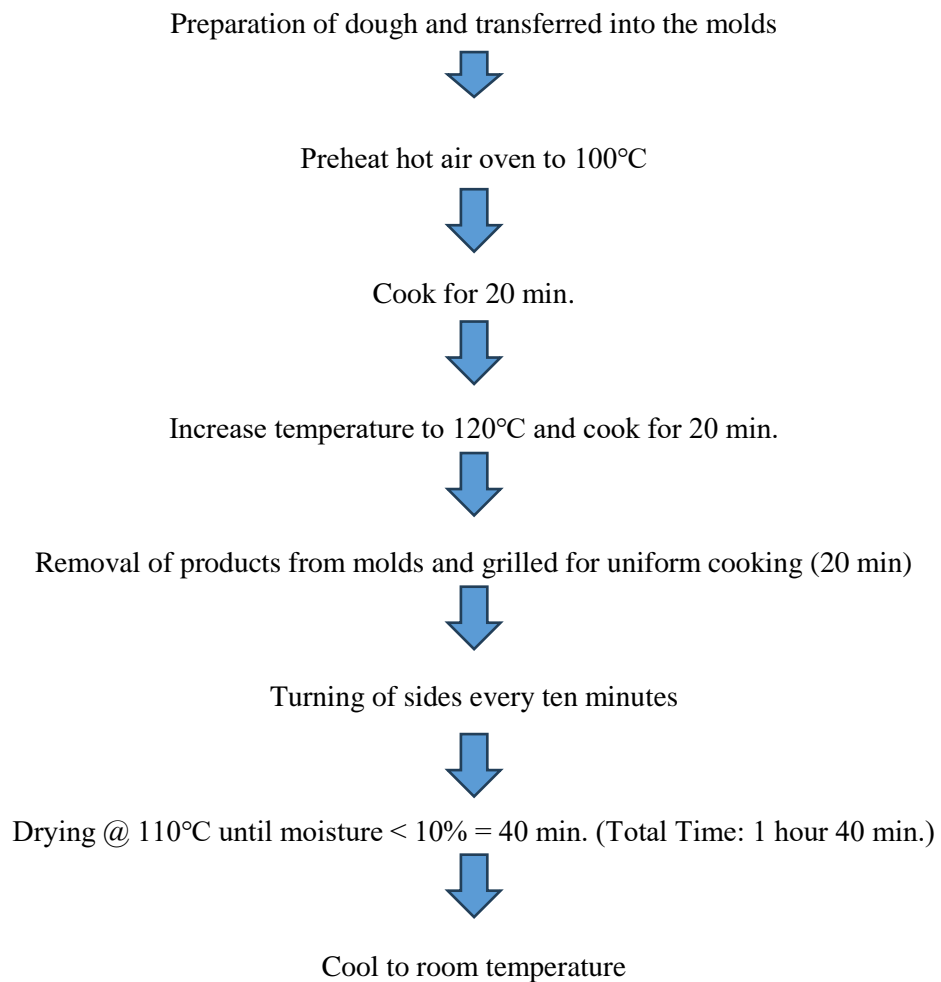 Preparation of dough and transferred into the molds
Preheat hot air oven to 100℃
Cook for 20 min.
Increase temperature to 120℃ and cook for 20 min.
Removal of products from molds and grilled for uniform cooking (20 min)
Turning of sides every ten minutes
Drying @ 110℃ until moisture < 10% = 40 min. (Total Time: 1 hour 40 min.)
Cool to room temperature